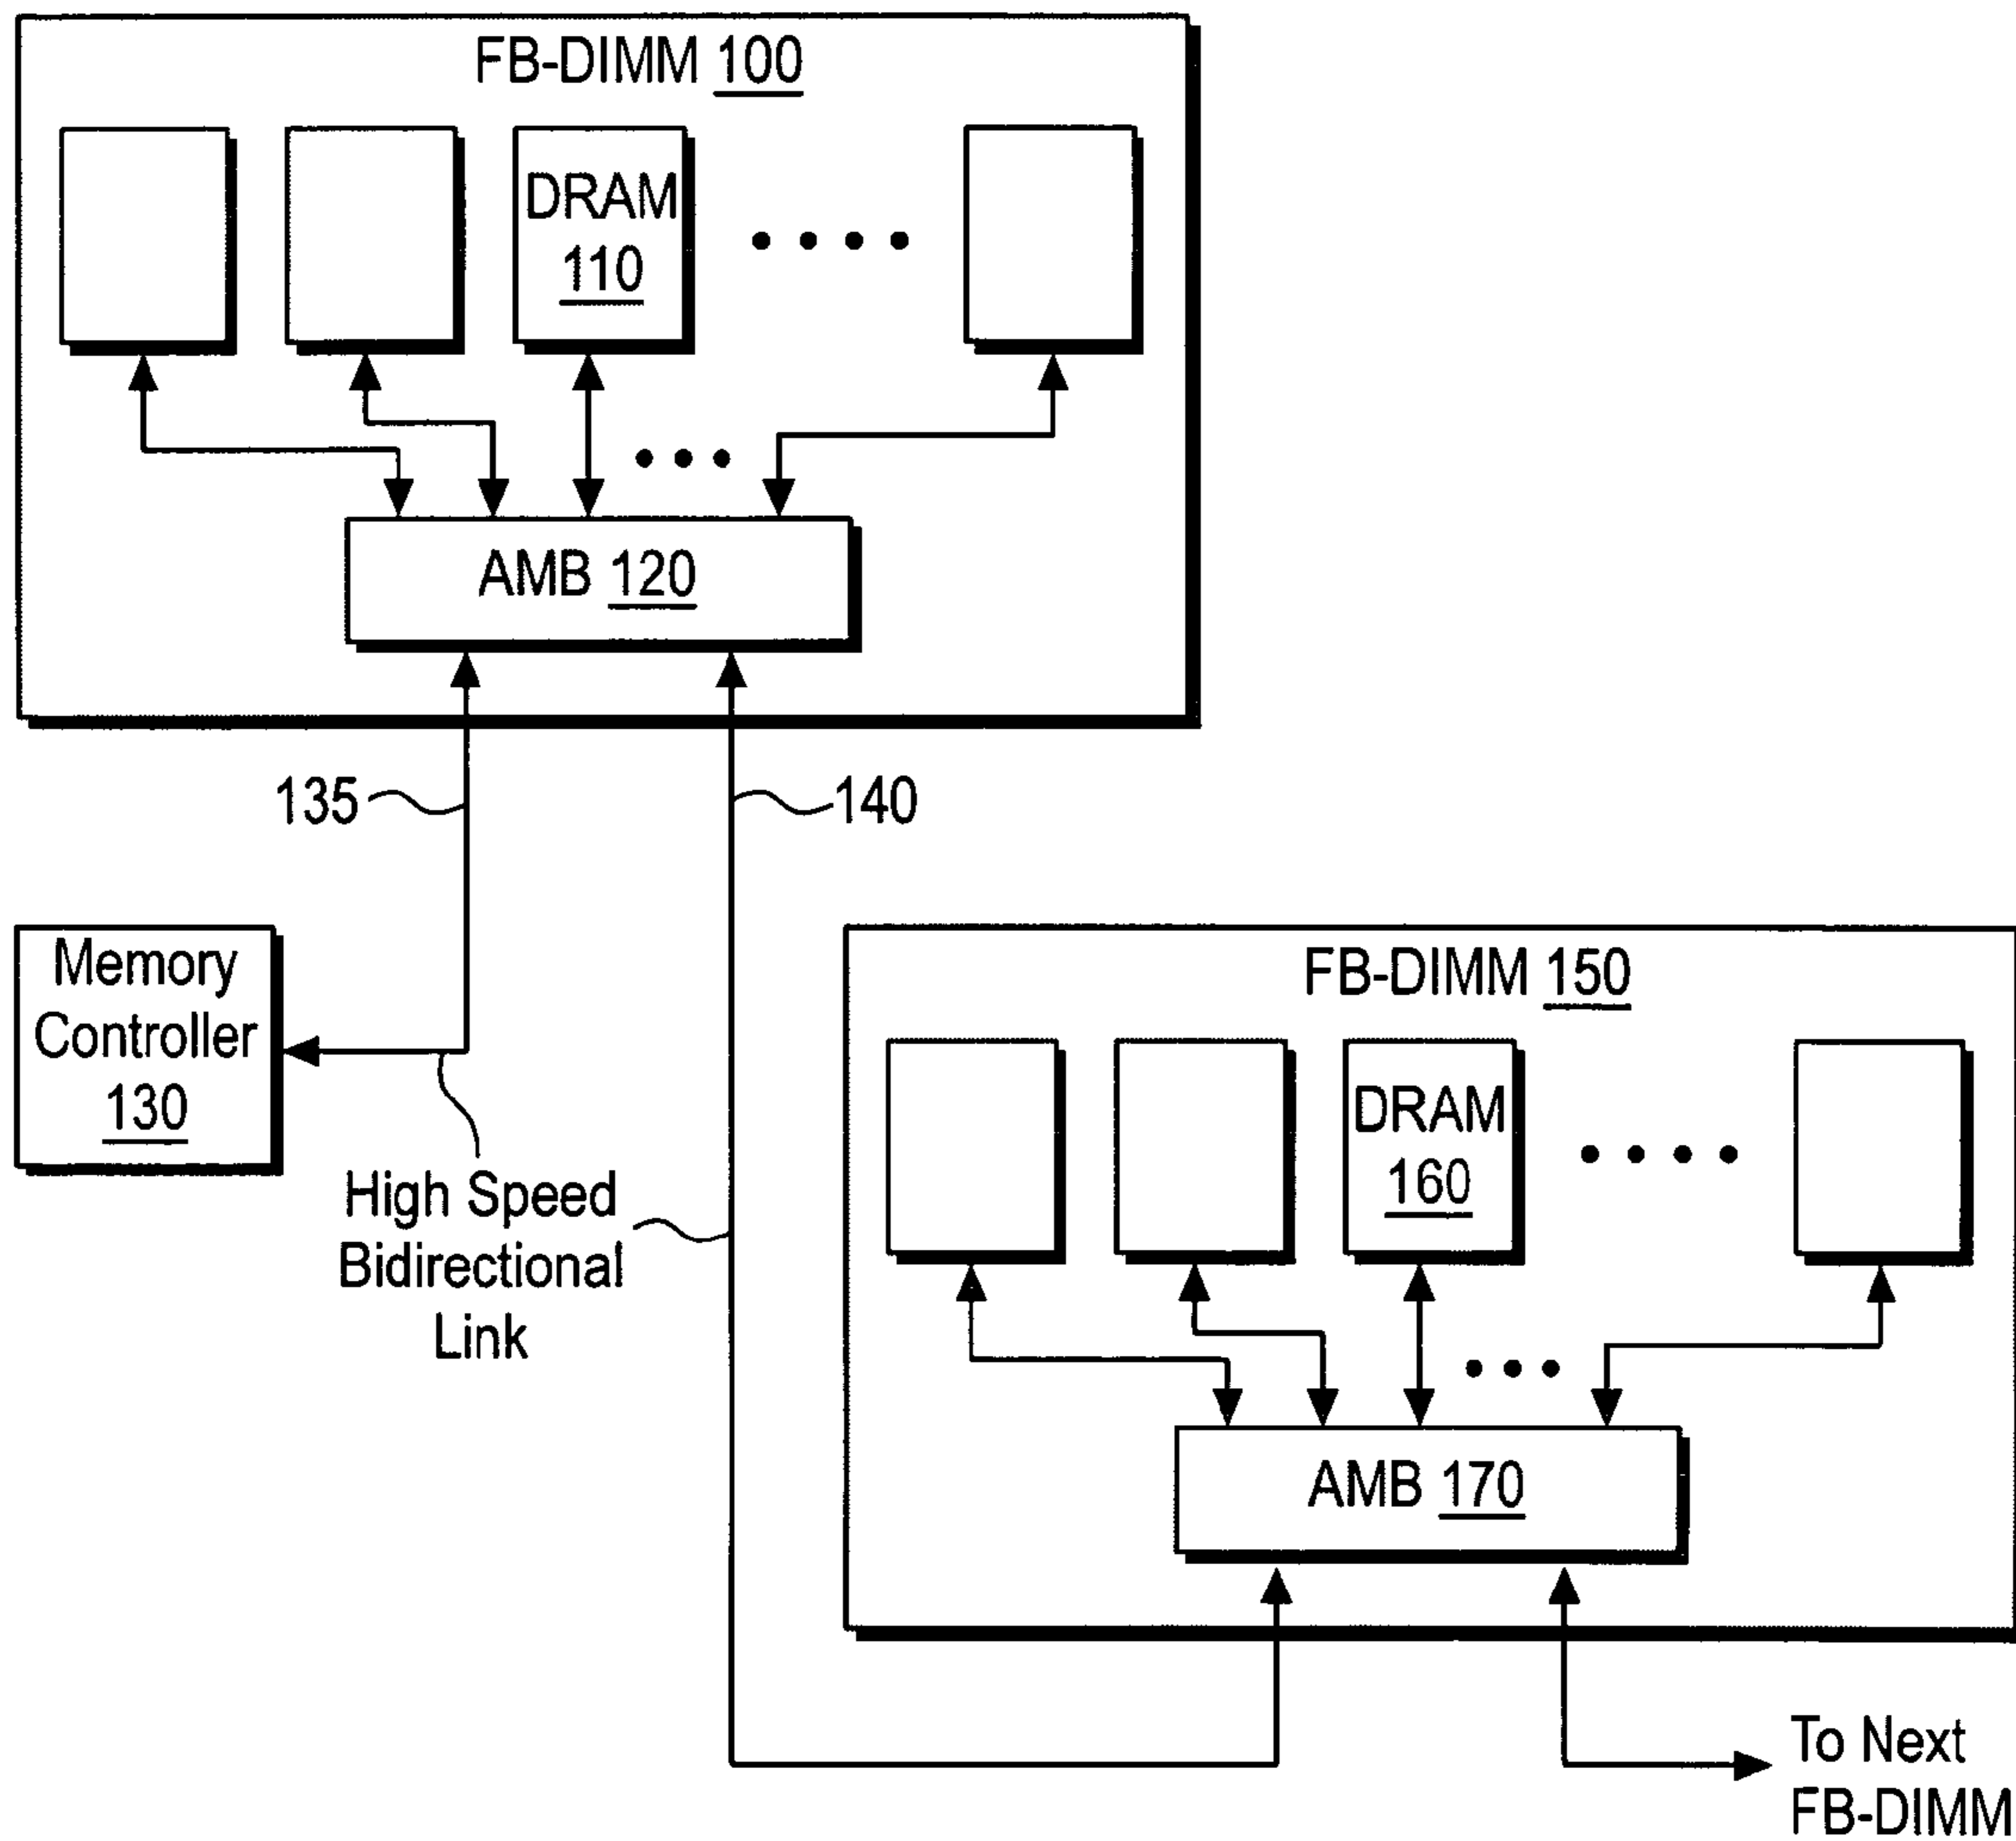 FB-DIMM 100
DRAM
110
AMB 120
135
140
Memory
Controller
130
High Speed
Bidirectional
Link
FB-DIMM 150
DRAM
160
AMB 170
To Next
FB-DIMM